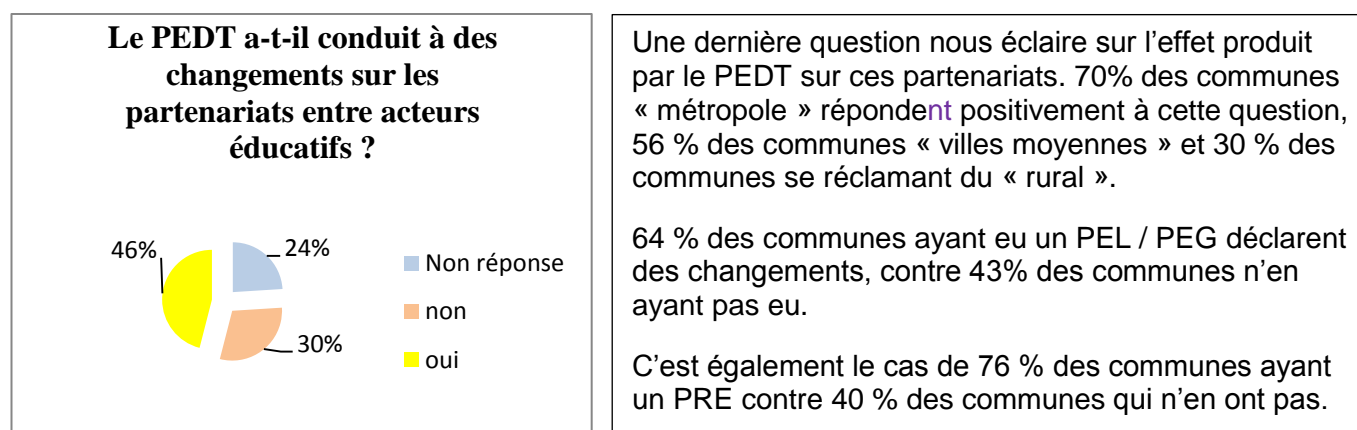 Le PEDT a-t-il conduit à des
changements sur les
partenariats entre acteurs
éducatifs ?
46%
24%
30%
Non réponse
non
oui
Une dernière question nous éclaire sur l’effet produit
par le PEDT sur ces partenariats. 70% des communes
« métropole » répondent positivement à cette question,
56 % des communes « villes moyennes » et 30 % des
communes se réclamant du « rural ».
64 % des communes ayant eu un PEL / PEG déclarent
des changements, contre 43% des communes n’en
ayant pas eu.
C’est également le cas de 76 % des communes ayant
un PRE contre 40 % des communes qui n’en ont pas.